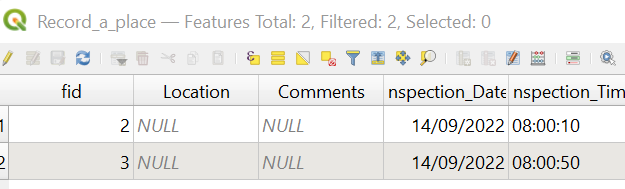 Record_a_place — Features Total: 2, Filtered: 2, Selected: 0
fid Location Comments nspection_Date nspection_Tim
1 2 NULL NULL 14/09/2022 08:00:10
2 3 NULL NULL 14/09/2022 08:00:50